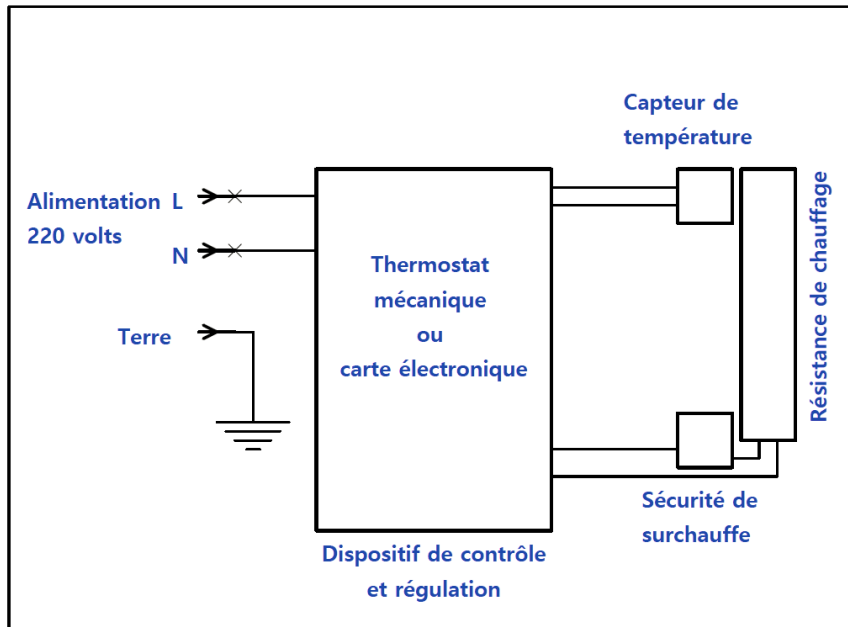 Capteur de
température
Alimentation L
220 volts
N
Terre
Thermostat
mécanique
ou
carte électronique
Résistance de chauffage
Sécurité de
surchauffe
Dispositif de contrôle
et régulation